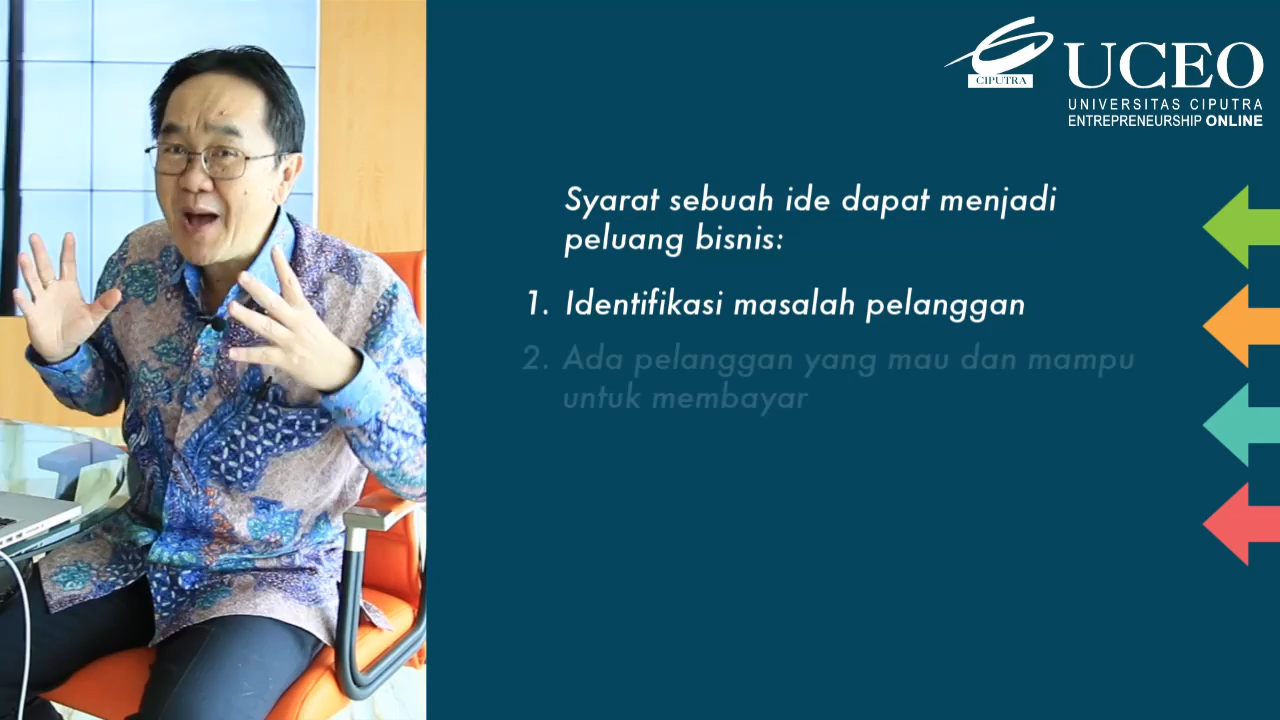 CIPUTRA
UCEO
UNIVERSITAS CIPUTRA
ENTREPRENEURSHIP ONLINE
Syarat sebuah ide dapat menjadi
peluang bisnis:
1. Identifikasi masalah pelanggan
2. Ada pelanggan yang mau dan mampu
untuk membayar